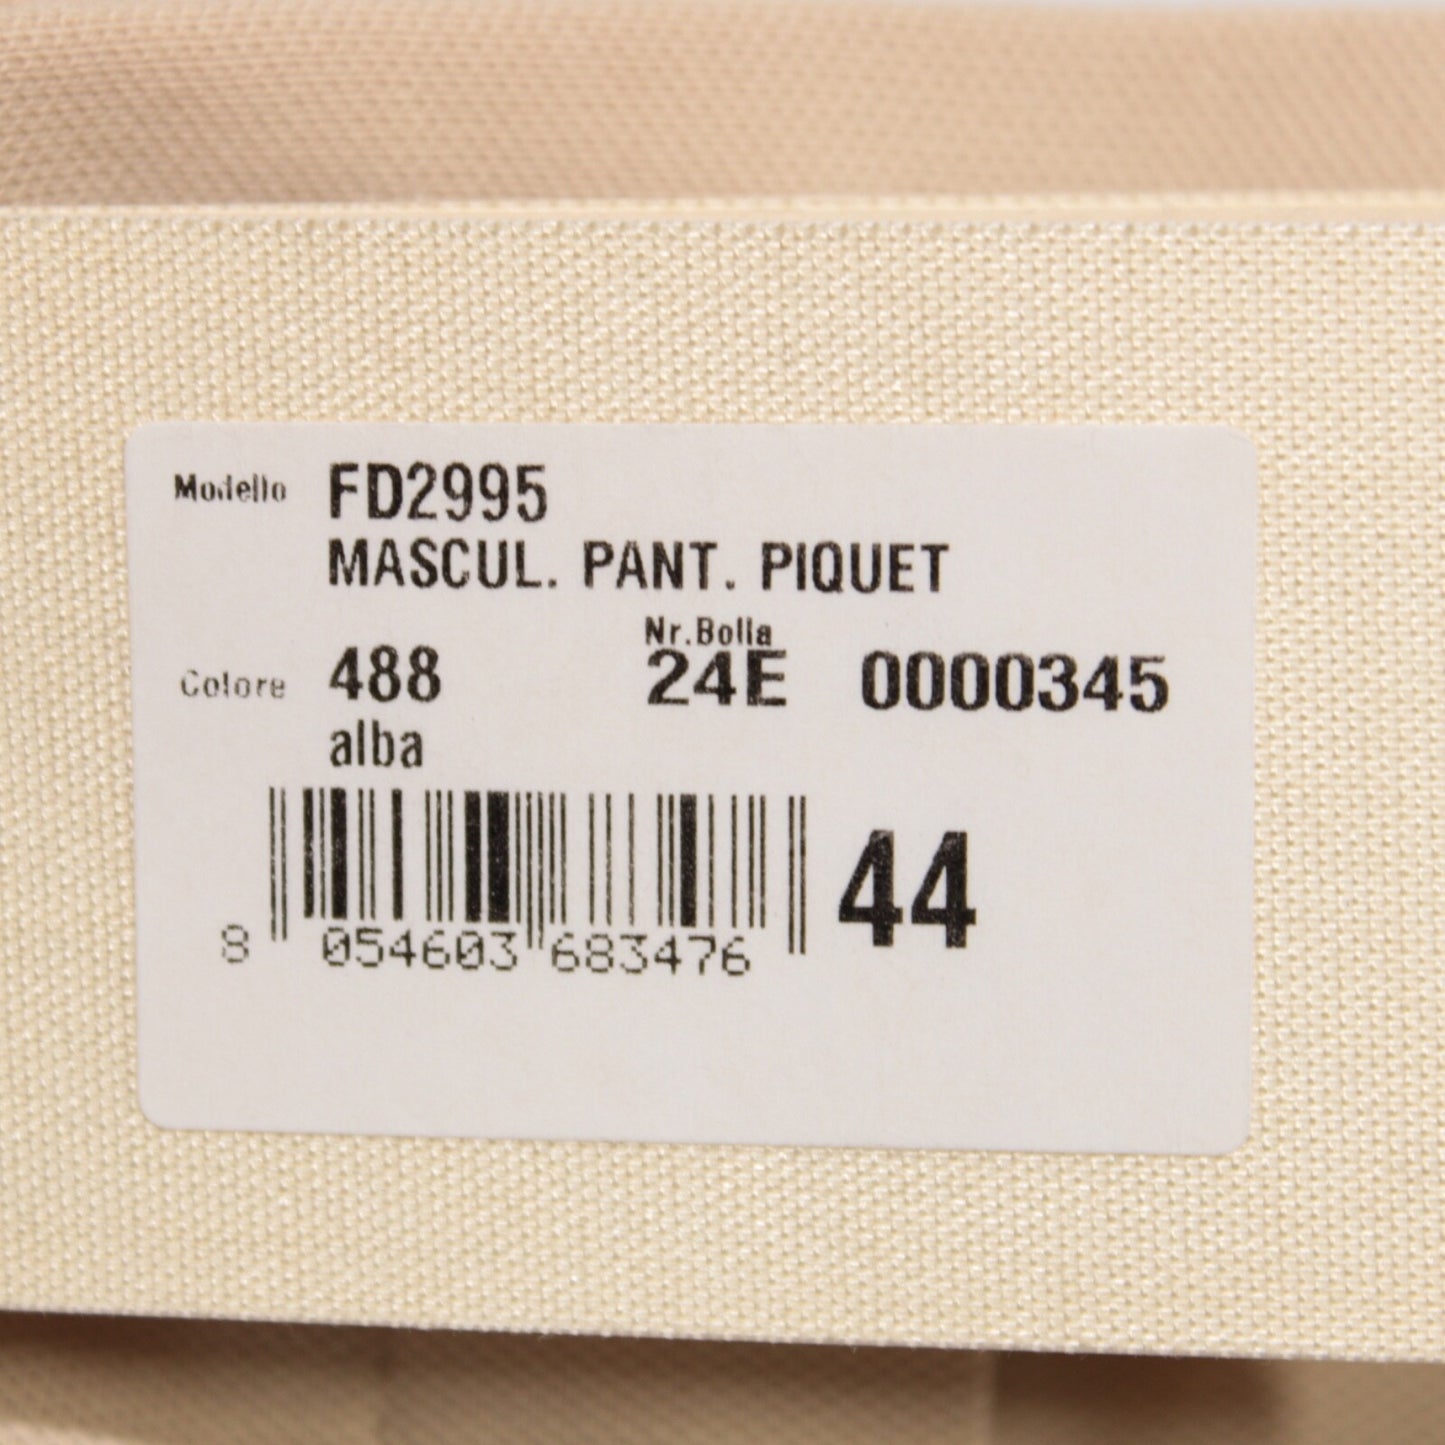 Modello FD2995
MASCUL. PANT. PIQUET
Nr.Bolla
Colore 488 24E 0000345
alba
44
8 054603 683476